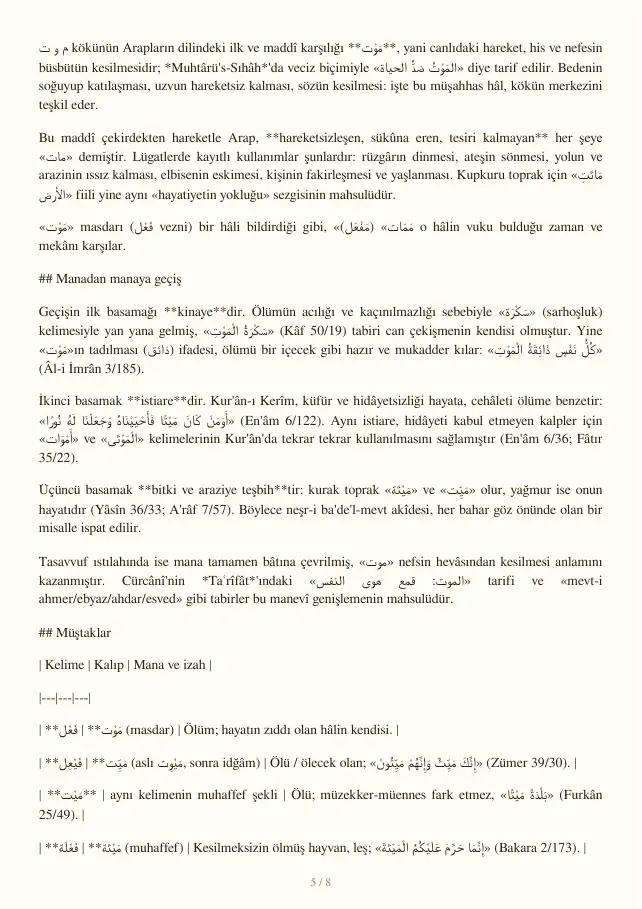 م و ت kökünün Arapların dilindeki ilk ve maddî karşılığı **مَوْت**, yani canlıdaki hareket, his ve nefesin
büsbütün kesilmesidir; *Muhtârü's-Sıhâh*'da veciz biçimiyle «المَوْتُ ضدُّ الحياة» diye tarif edilir. Bedenin
soğuyup katılaşması, uzvun hareketsiz kalması, sözün kesilmesi: işte bu müşahhas hâl, kökün merkezini
teşkil eder.
Bu maddî çekirdekten hareketle Arap, **hareketsizleşen, sükûna eren, tesiri kalmayan** her şeye
«مات» demiştir. Lügatlerde kayıtlı kullanımlar şunlardır: rüzgârın dinmesi, ateşin sönmesi, yolun ve
arazinin ıssız kalması, elbisenin eskimesi, kişinin fakirleşmesi ve yaşlanması. Kupkuru toprak için «مَاتَتِ
الأرض» fiili yine aynı «hayatiyetin yokluğu» sezgisinin mahsulüdür.
«مَوْت» masdarı (فَعْل vezni) bir hâli bildirdiği gibi, «مَمَات» (مَفْعَل)» o hâlin vuku bulduğu zaman ve
mekânı karşılar.
## Manadan manaya geçiş
Geçişin ilk basamağı **kinaye**dir. Ölümün acılığı ve kaçınılmazlığı sebebiyle «سَكْرَة» (sarhoşluk)
kelimesiyle yan yana gelmiş, «سَكْرَةُ الْمَوْتِ» (Kâf 50/19) tabiri can çekişmenin kendisi olmuştur. Yine
«مَوْت»ın tadılması (ذائق) ifadesi, ölümü bir içecek gibi hazır ve mukadder kılar: «كُلُّ نَفْسٍ ذَائِقَةُ الْمَوْتِ»
(Âl-i İmrân 3/185).
İkinci basamak **istiare**dir. Kur'ân-ı Kerîm, küfür ve hidâyetsizliği hayata, cehâleti ölüme benzetir:
«أَوَمَنْ كَانَ مَيْتًا فَأَحْيَيْنَاهُ وَجَعَلْنَا لَهُ نُورًا» (En'âm 6/122). Aynı istiare, hidâyeti kabul etmeyen kalpler için
«أَمْوَات» ve «الْمَوْتَى» kelimelerinin Kur'ân'da tekrar tekrar kullanılmasını sağlamıştır (En'âm 6/36; Fâtır
35/22).
Üçüncü basamak **bitki ve araziye teşbih**tir: kurak toprak «مَيْتَة» ve «مَيِّت» olur, yağmur ise onun
hayatıdır (Yâsîn 36/33; A'râf 7/57). Böylece neşr-i ba'de'l-mevt akîdesi, her bahar göz önünde olan bir
misalle ispat edilir.
Tasavvuf ıstılahında ise mana tamamen bâtına çevrilmiş, «موت» nefsin hevâsından kesilmesi anlamını
kazanmıştır. Cürcânî'nin *Taʿrîfât*'ındaki «الموت: قمع هوى النفس» tarifi ve «mevt-i
ahmer/ebyaz/ahdar/esved» gibi tabirler bu manevî genişlemenin mahsulüdür.
## Müştaklar
| Kelime | Kalıp | Mana ve izah |
|---|---|---|
| **مَوْت** | فَعْل (masdar) | Ölüm; hayatın zıddı olan hâlin kendisi. |
| **مَيِّت** | فَيْعِل (aslı مَيْوِت, sonra idğâm) | Ölü / ölecek olan; «إِنَّكَ مَيِّتٌ وَإِنَّهُمْ مَيِّتُونَ» (Zümer 39/30). |
| **مَيْت** | aynı kelimenin muhaffef şekli | Ölü; müzekker-müennes fark etmez, «بَلْدَةً مَيْتًا» (Furkân
25/49). |
| **مَيْتَة** | فَعْلَة (muhaffef) | Kesilmeksizin ölmüş hayvan, leş; «إِنَّمَا حَرَّمَ عَلَيْكُمُ الْمَيْتَةَ» (Bakara 2/173). |
5 / 8